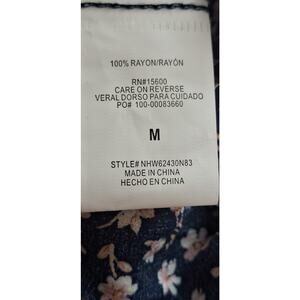 100% RAYON/RAYÓN
RN#15600
CARE ON REVERSE
VERAL DORSO PARA CUIDADO
PO# 100-00083660
M
STYLE# NHW62430N83
MADE IN CHINA
HECHO EN CHINA